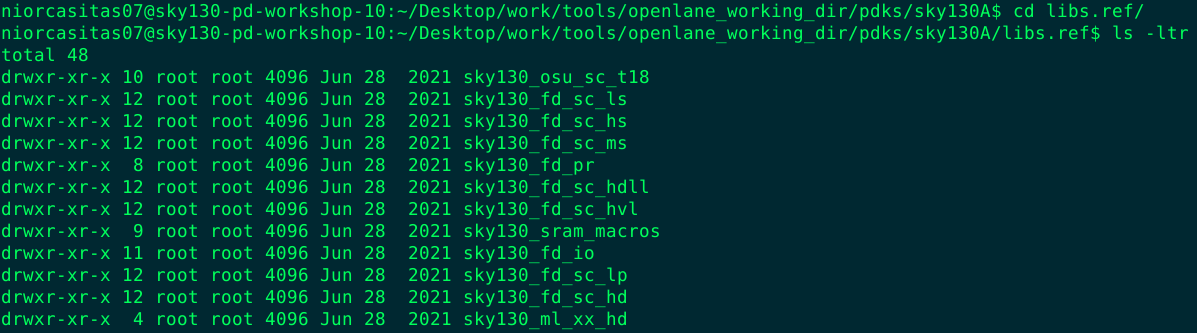 niorcasitas07@sky130-pd-workshop-10:~/Desktop/work/tools/openlane_working_dir/pdks/sky130A$ cd libs.ref/
niorcasitas07@sky130-pd-workshop-10:~/Desktop/work/tools/openlane_working_dir/pdks/sky130A/libs.ref$ ls -ltr
total 48
drwxr-xr-x 10 root root 4096 Jun 28  2021 sky130_osu_sc_t18
drwxr-xr-x 12 root root 4096 Jun 28  2021 sky130_fd_sc_ls
drwxr-xr-x 12 root root 4096 Jun 28  2021 sky130_fd_sc_hs
drwxr-xr-x 12 root root 4096 Jun 28  2021 sky130_fd_sc_ms
drwxr-xr-x  8 root root 4096 Jun 28  2021 sky130_fd_pr
drwxr-xr-x 12 root root 4096 Jun 28  2021 sky130_fd_sc_hdll
drwxr-xr-x 12 root root 4096 Jun 28  2021 sky130_fd_sc_hvl
drwxr-xr-x  9 root root 4096 Jun 28  2021 sky130_sram_macros
drwxr-xr-x 11 root root 4096 Jun 28  2021 sky130_fd_io
drwxr-xr-x 12 root root 4096 Jun 28  2021 sky130_fd_sc_lp
drwxr-xr-x 12 root root 4096 Jun 28  2021 sky130_fd_sc_hd
drwxr-xr-x  4 root root 4096 Jun 28  2021 sky130_ml_xx_hd